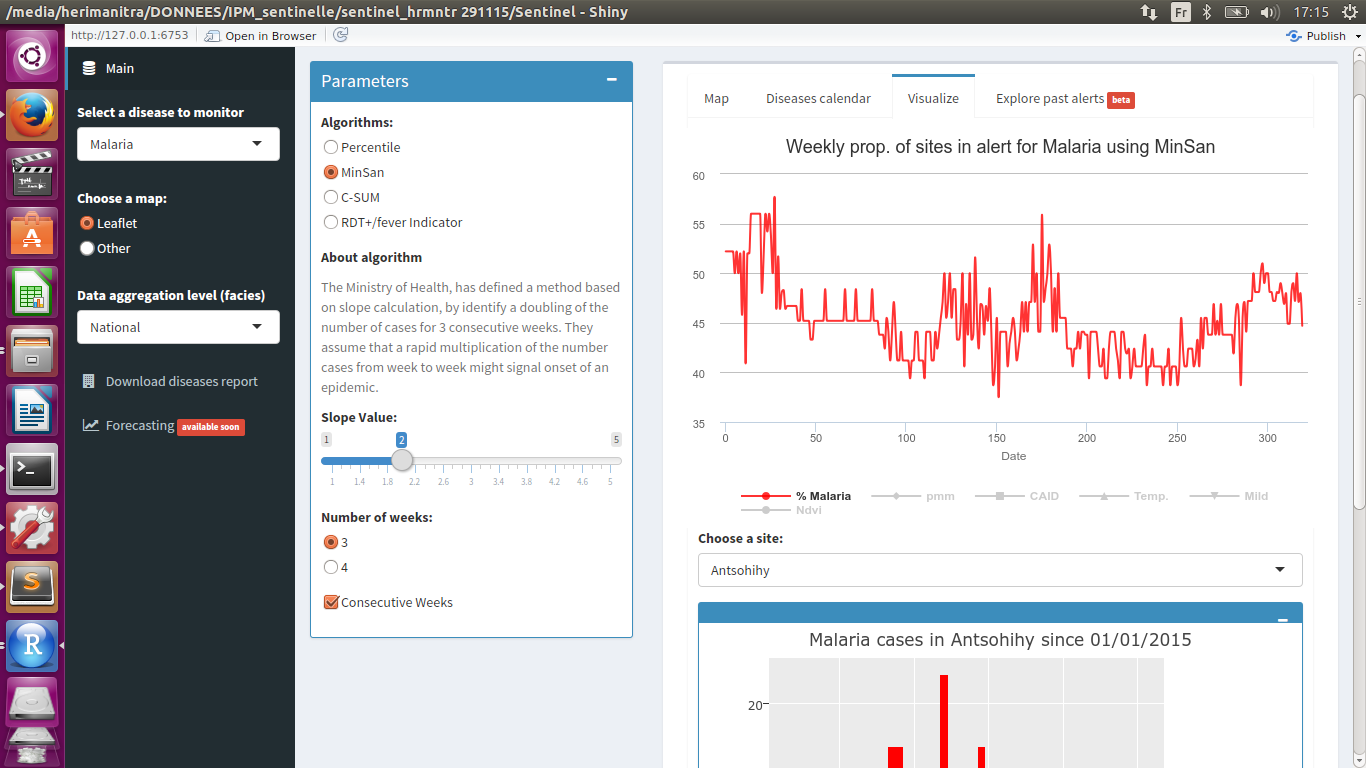 /media/herimanitra/DONNEES/IPM_sentinelle/sentinel_hrmntr 291115/Sentinel - Shiny
Fr
17:15
http://127.0.0.1:6753
Open in Browser
Publish
Main
Select a disease to monitor
Malaria
Choose a map:
Leaflet
Other
Data aggregation level (facies)
National
Download diseases report
Forecasting available soon
Parameters
Algorithms:
Percentile
MinSan
C-SUM
RDT+/fever Indicator
About algorithm
The Ministry of Health, has defined a method based
on slope calculation, by identify a doubling of the
number of cases for 3 consecutive weeks. They
assume that a rapid multiplication of the number
cases from week to week might signal onset of an
epidemic.
Slope Value:
1 2 5
1 1.4 1.8 2.2 2.6 3 3.4 3.8 4.2 4.6 5
Number of weeks:
3
4
Consecutive Weeks
Map Diseases calendar Visualize Explore past alerts beta
Weekly prop. of sites in alert for Malaria using MinSan
60
55
50
45
40
35
0 50 100 150 200 250 300
Date
% Malaria pmm CAID Temp. Mild
Ndvi
Choose a site:
Antsohihy
Malaria cases in Antsohihy since 01/01/2015
20